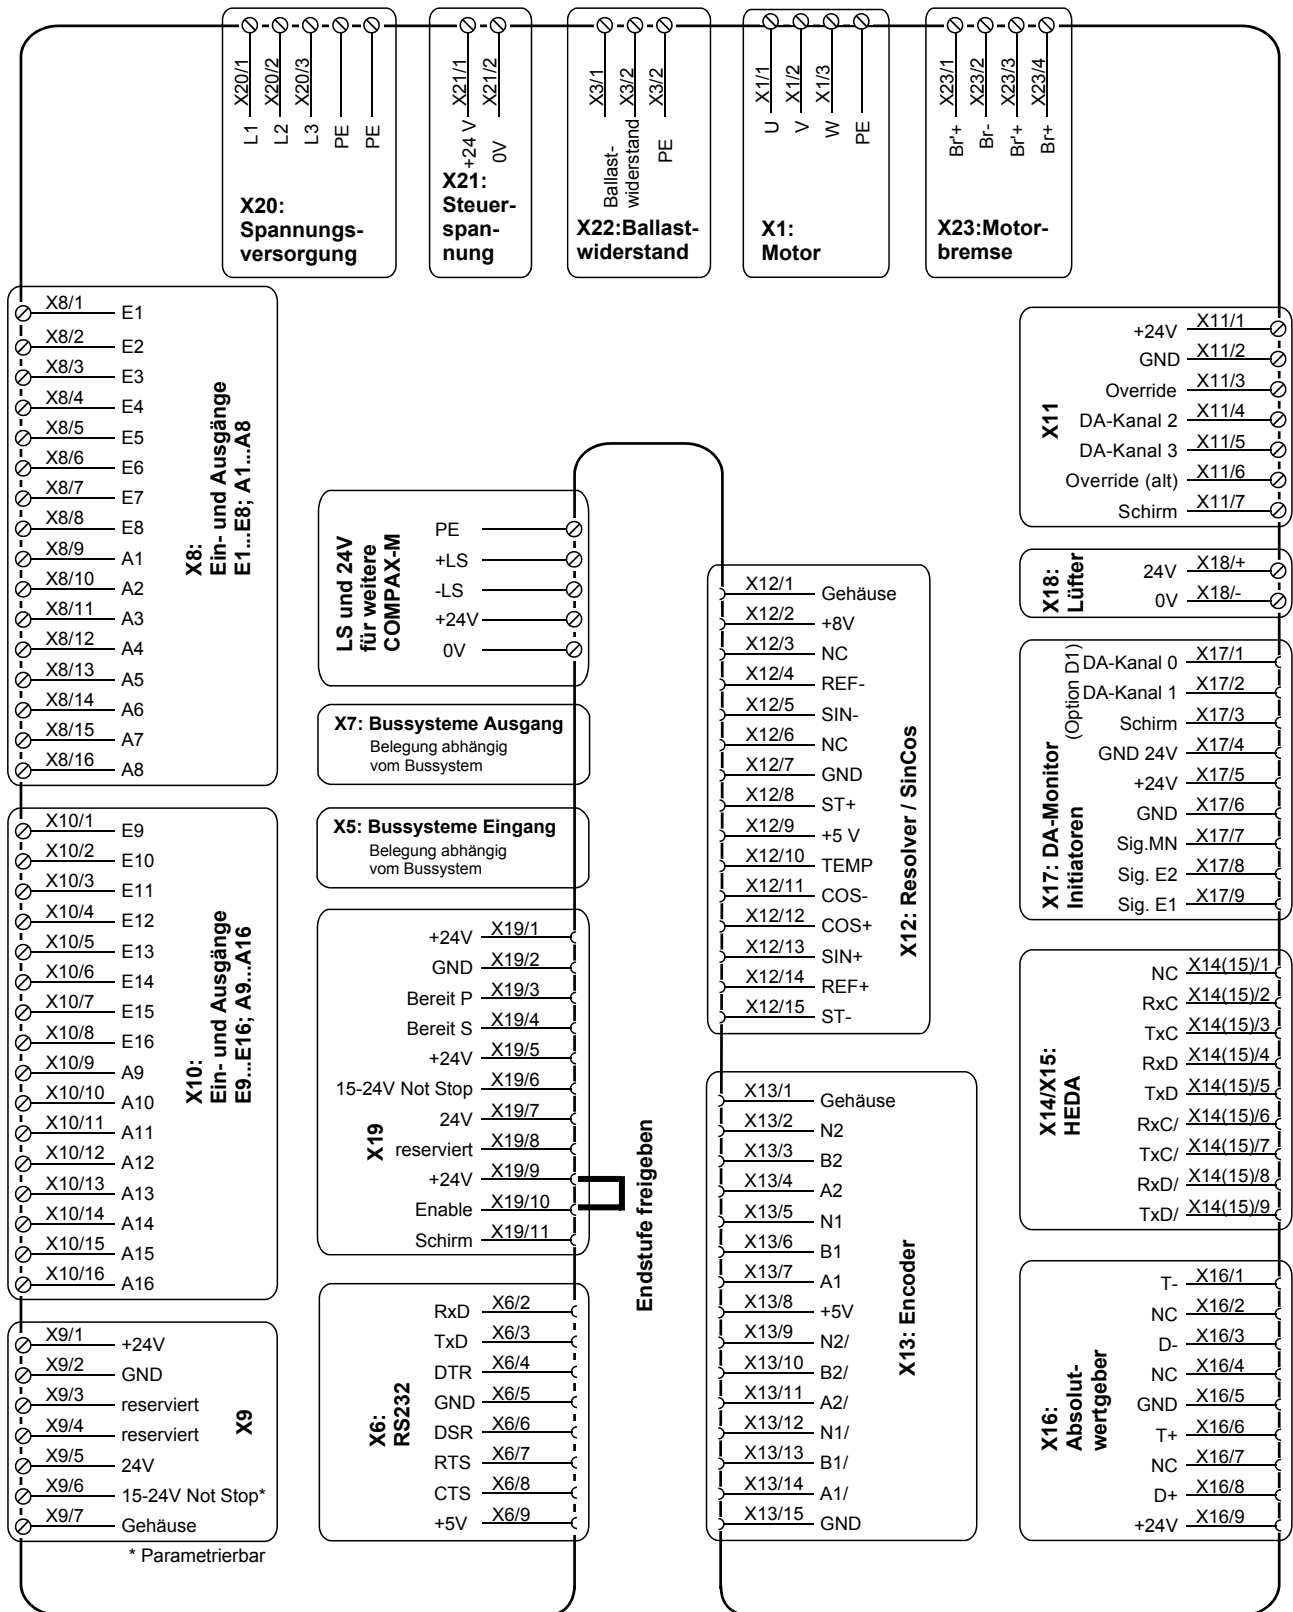 X20/1
X20/2
X20/3
L1
L2
L3
PE
PE
X20:
Spannungs-
versorgung
X21/1
X21/2
+24 V
0V
X21:
Steuer-
span-
nung
X3/1
X3/2
X3/2
Ballast-
widerstand
PE
X22:Ballast-
widerstand
X1/1
X1/2
X1/3
U
V
W
PE
X1:
Motor
X23/1
X23/2
X23/3
X23/4
Br'+
Br-
Br'+
Br+
X23:Motor-
bremse
X8/1 E1
X8/2 E2
X8/3 E3
X8/4 E4
X8/5 E5
X8/6 E6
X8/7 E7
X8/8 E8
X8/9 A1
X8/10 A2
X8/11 A3
X8/12 A4
X8/13 A5
X8/14 A6
X8/15 A7
X8/16 A8
X8:
Ein- und Ausgänge
E1...E8; A1...A8
X10/1 E9
X10/2 E10
X10/3 E11
X10/4 E12
X10/5 E13
X10/6 E14
X10/7 E15
X10/8 E16
X10/9 A9
X10/10 A10
X10/11 A11
X10/12 A12
X10/13 A13
X10/14 A14
X10/15 A15
X10/16 A16
X10:
Ein- und Ausgänge
E9...E16; A9...A16
X9/1 +24V
X9/2 GND
X9/3 reserviert
X9/4 reserviert
X9/5 24V
X9/6 15-24V Not Stop*
X9/7 Gehäuse
X9
* Parametrierbar
LS und 24V
für weitere
COMPAX-M
PE
+LS
-LS
+24V
0V
X7: Bussysteme Ausgang
Belegung abhängig
vom Bussystem
X5: Bussysteme Eingang
Belegung abhängig
vom Bussystem
X19
+24V X19/1
GND X19/2
Bereit P X19/3
Bereit S X19/4
+24V X19/5
15-24V Not Stop X19/6
24V X19/7
reserviert X19/8
+24V X19/9
Enable X19/10
Schirm X19/11
Endstufe freigeben
X6:
RS232
RxD X6/2
TxD X6/3
DTR X6/4
GND X6/5
DSR X6/6
RTS X6/7
CTS X6/8
+5V X6/9
X12/1 Gehäuse
X12/2 +8V
X12/3 NC
X12/4 REF-
X12/5 SIN-
X12/6 NC
X12/7 GND
X12/8 ST+
X12/9 +5 V
X12/10 TEMP
X12/11 COS-
X12/12 COS+
X12/13 SIN+
X12/14 REF+
X12/15 ST-
X12: Resolver / SinCos
X13/1 Gehäuse
X13/2 N2
X13/3 B2
X13/4 A2
X13/5 N1
X13/6 B1
X13/7 A1
X13/8 +5V
X13/9 N2/
X13/10 B2/
X13/11 A2/
X13/12 N1/
X13/13 B1/
X13/14 A1/
X13/15 GND
X13: Encoder
X11
+24V X11/1
GND X11/2
Override X11/3
DA-Kanal 2 X11/4
DA-Kanal 3 X11/5
Override (alt) X11/6
Schirm X11/7
X18:
Lüfter
24V X18/+
0V X18/-
X17: DA-Monitor
(Option D1)
Initiatoren
DA-Kanal 0 X17/1
DA-Kanal 1 X17/2
Schirm X17/3
GND 24V X17/4
+24V X17/5
GND X17/6
Sig.MN X17/7
Sig. E2 X17/8
Sig. E1 X17/9
X14/X15:
HEDA
NC X14(15)/1
RxC X14(15)/2
TxC X14(15)/3
RxD X14(15)/4
TxD X14(15)/5
RxC/ X14(15)/6
TxC/ X14(15)/7
RxD/ X14(15)/8
TxD/ X14(15)/9
X16:
Absolut-
wertgeber
T- X16/1
NC X16/2
D- X16/3
NC X16/4
GND X16/5
T+ X16/6
NC X16/7
D+ X16/8
+24V X16/9